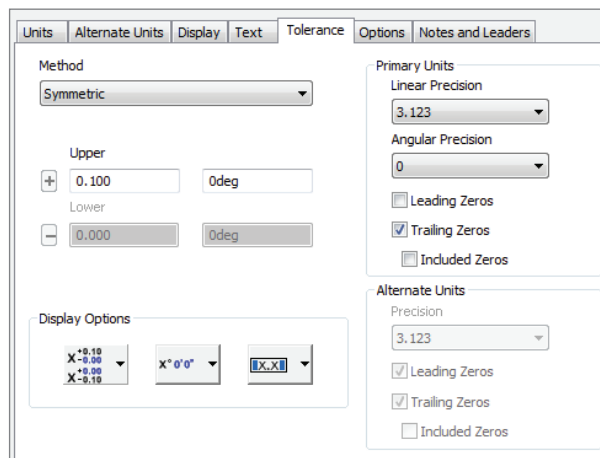 Units Alternate Units Display Text Tolerance Options Notes and Leaders
Method
Symmetric
Upper
+ 0.100 0deg
Lower
- 0.000 0deg
Display Options
X +0.10 -0.00
X +0.00 -0.10
X° 0'0"
X.X
Primary Units
Linear Precision
3.123
Angular Precision
0
Leading Zeros
Trailing Zeros
Included Zeros
Alternate Units
Precision
3.123
Leading Zeros
Trailing Zeros
Included Zeros